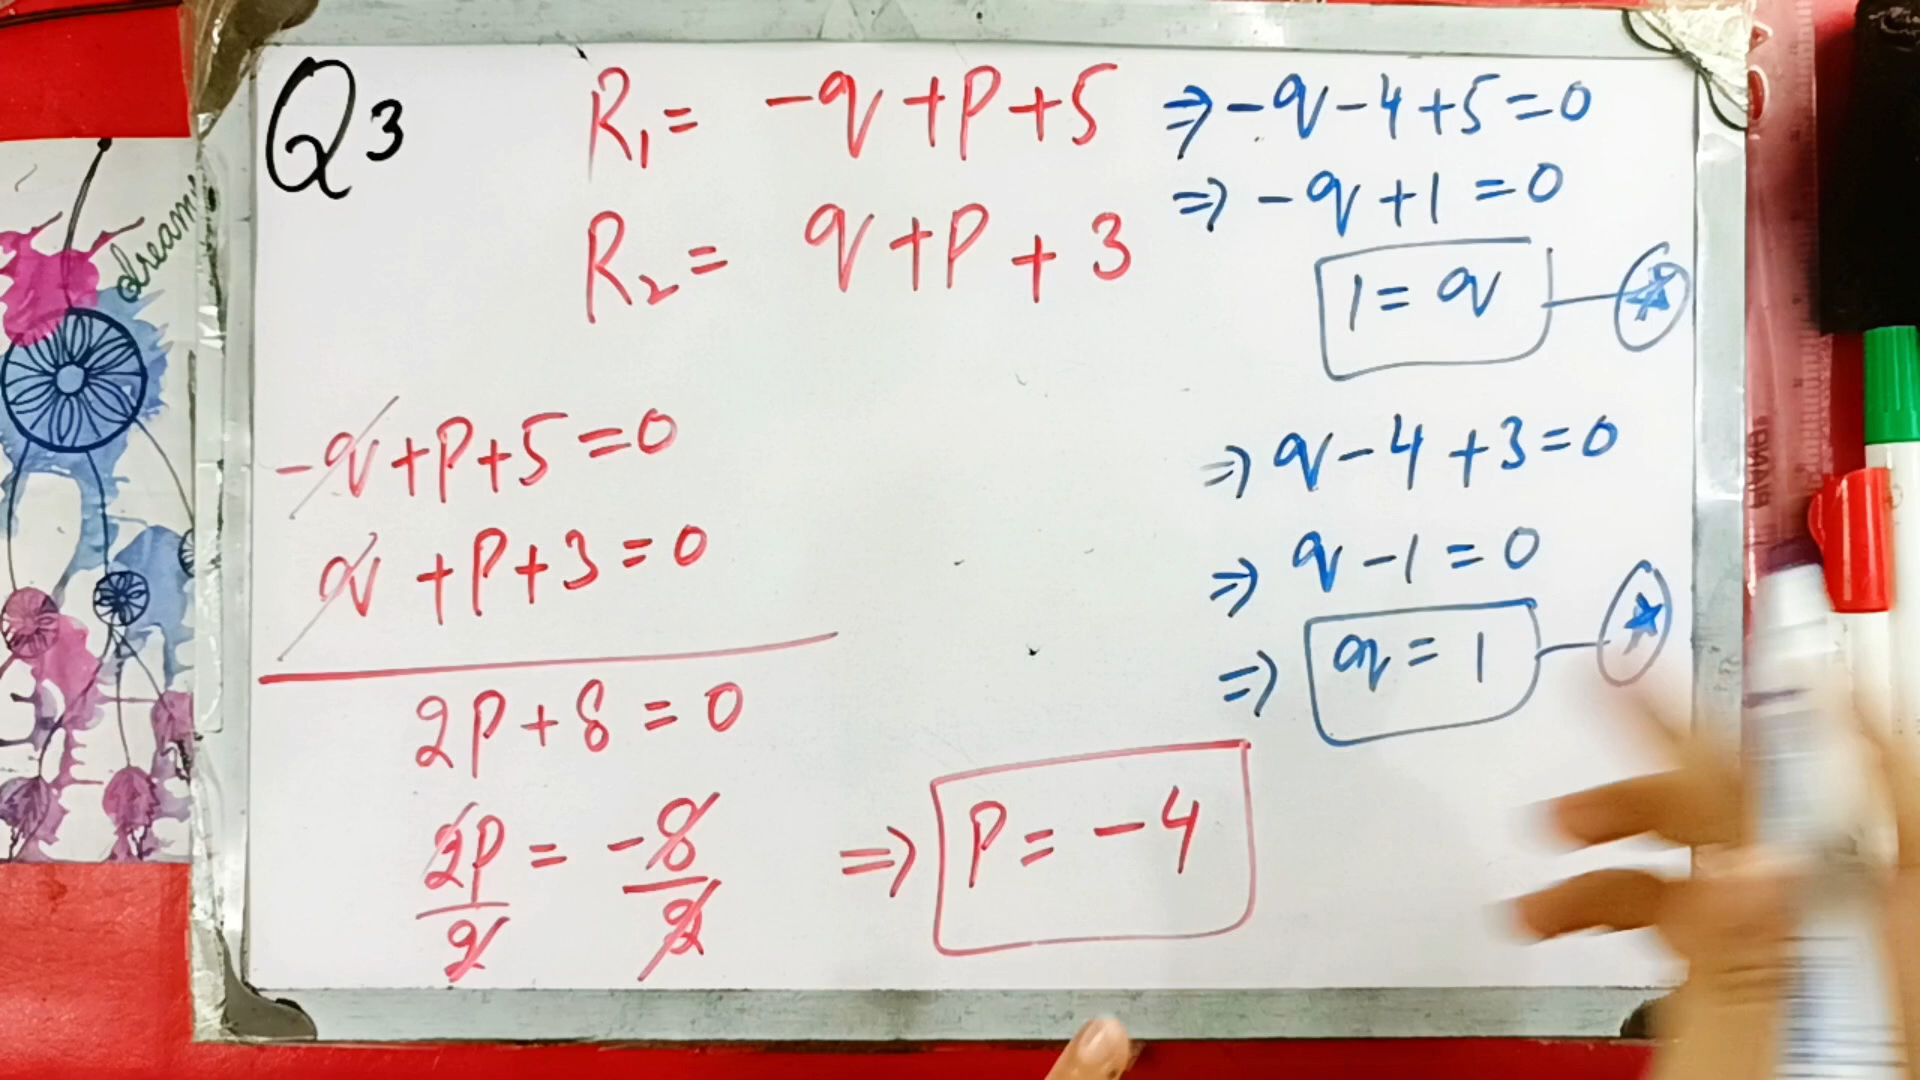 Q3
R₁ = -q + p + 5
R₂ = q + p + 3
-q + p + 5 = 0
q + p + 3 = 0
2p + 8 = 0
2p/2 = -8/2
⇒ p = -4
⇒ -q - 4 + 5 = 0
⇒ -q + 1 = 0
1 = q
⇒ q - 4 + 3 = 0
⇒ q - 1 = 0
⇒ q = 1
dream